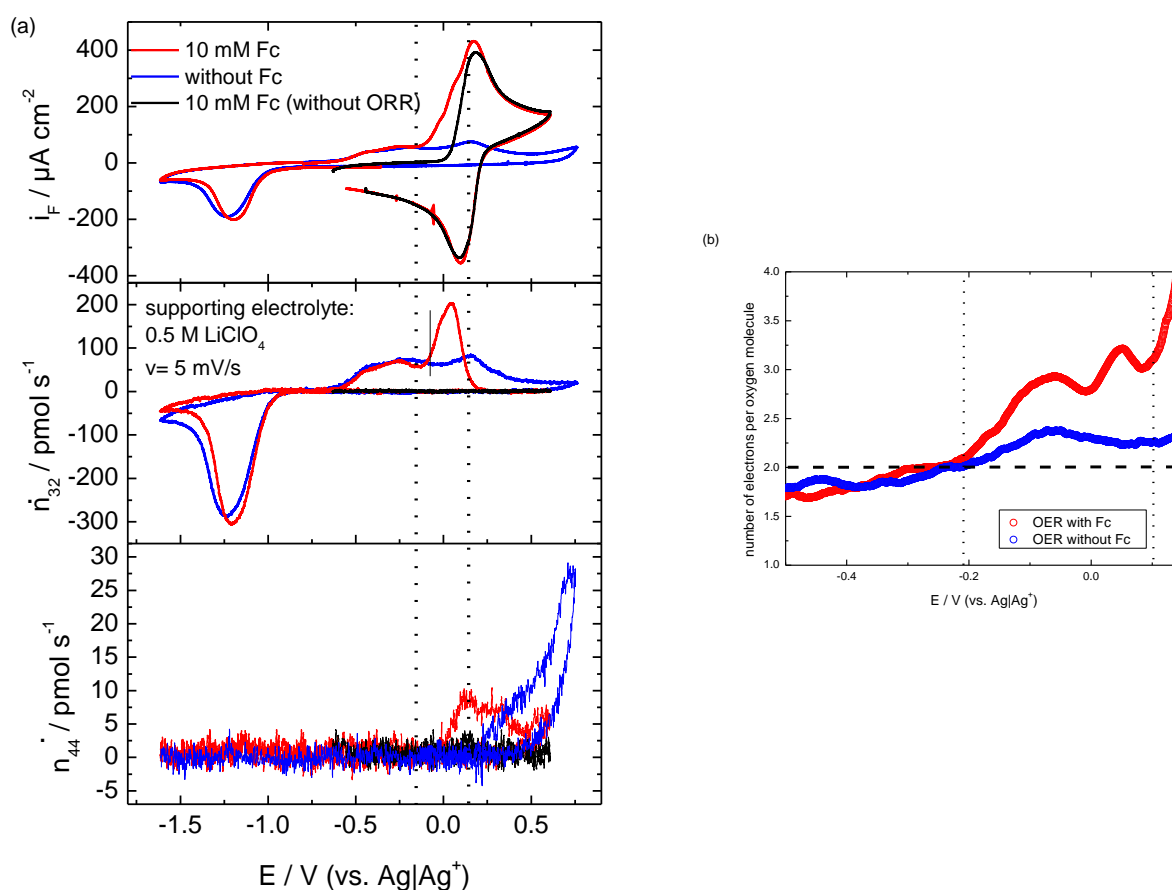 (a)
10 mM Fc
without Fc
10 mM Fc (without ORR)
400
200
0
-200
-400
i_F / µA cm⁻²
supporting electrolyte:
0.5 M LiClO₄
v= 5 mV/s
200
100
0
-100
-200
-300
ṅ₃₂ / pmol s⁻¹
30
25
20
15
10
5
0
-5
n₄₄˙ / pmol s⁻¹
-1.5 -1.0 -0.5 0.0 0.5
E / V (vs. Ag|Ag⁺)
(b)
4.0
3.5
3.0
2.5
2.0
1.5
1.0
number of electrons per oxygen molecule
OER with Fc
OER without Fc
-0.4 -0.2 0.0
E / V (vs. Ag|Ag⁺)